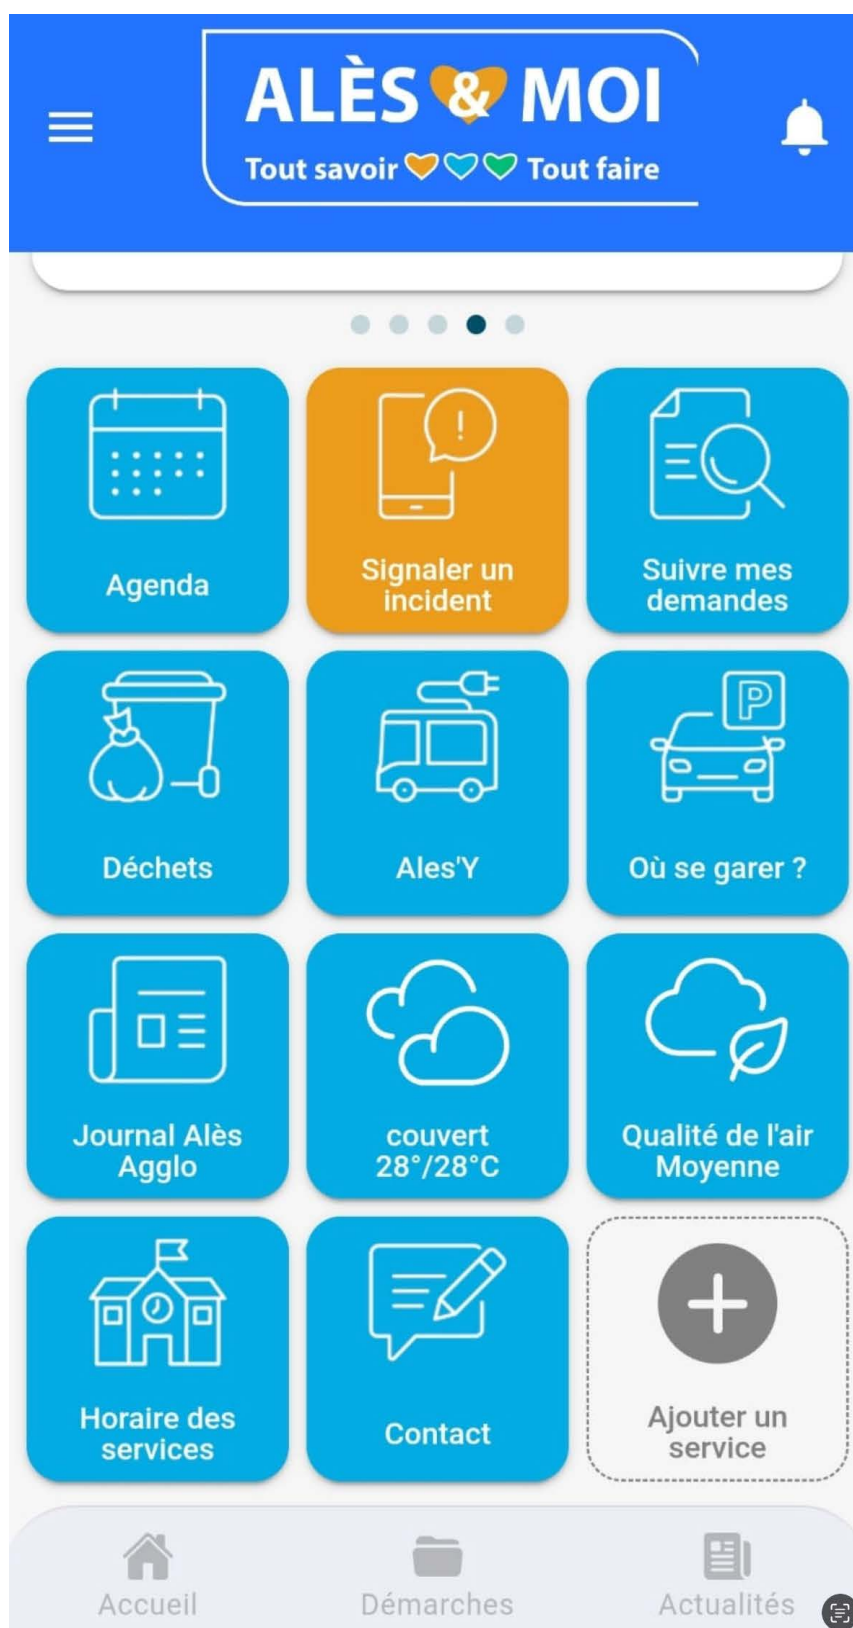 ALÈS & MOI
Tout savoir Tout faire
Agenda
Signaler un
incident
Suivre mes
demandes
Déchets
Ales'Y
P
Où se garer ?
Journal Alès
Agglo
couvert
28°/28°C
Qualité de l'air
Moyenne
Horaire des
services
Contact
Ajouter un
service
Accueil
Démarches
Actualités